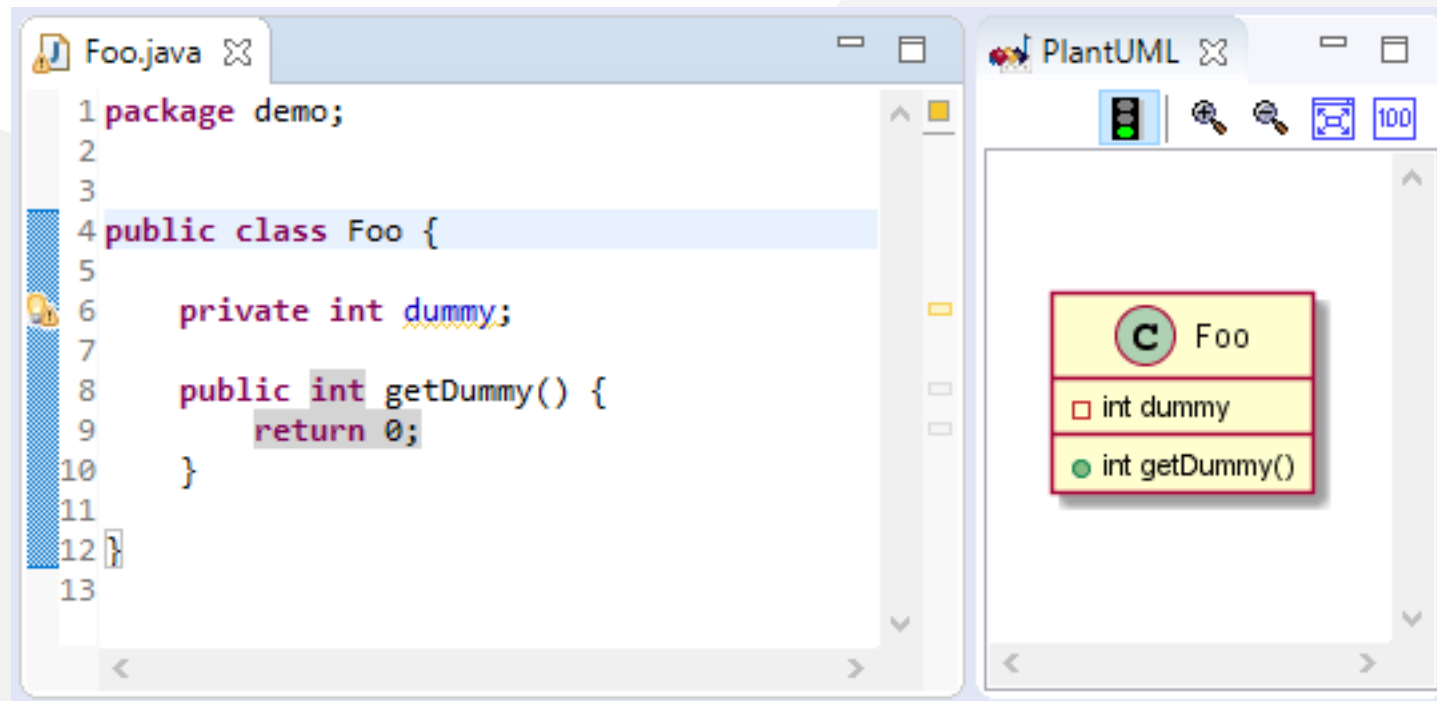 Foo.java
1 package demo;
2
3
4 public class Foo {
5
6 private int dummy;
7
8 public int getDummy() {
9 return 0;
10 }
11
12 }
13
PlantUML
100
C Foo
int dummy
int getDummy()